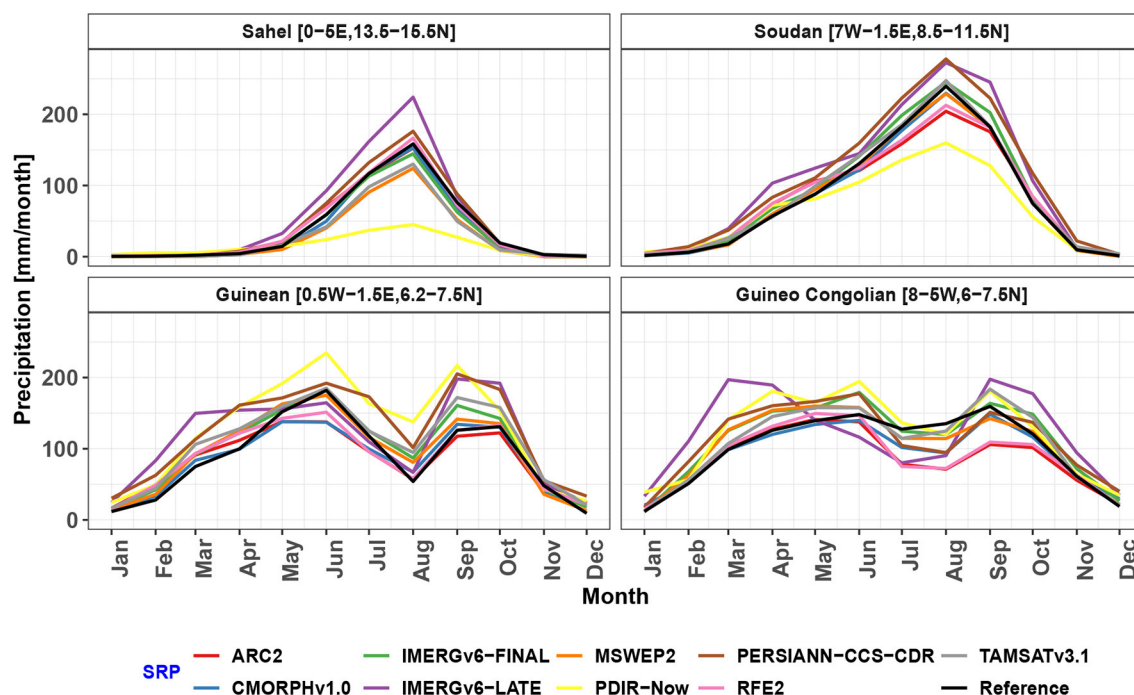 Sahel [0−5E,13.5−15.5N]
Soudan [7W−1.5E,8.5−11.5N]
200
100
0
Guinean [0.5W−1.5E,6.2−7.5N]
Guineo Congolian [8−5W,6−7.5N]
200
100
0
Precipitation [mm/month]
Jan Feb Mar Apr May Jun Jul Aug Sep Oct Nov Dec
Jan Feb Mar Apr May Jun Jul Aug Sep Oct Nov Dec
Month
SRP
ARC2 IMERGv6−FINAL MSWEP2 PERSIANN−CCS−CDR TAMSATv3.1
CMORPHv1.0 IMERGv6−LATE PDIR−Now RFE2 Reference